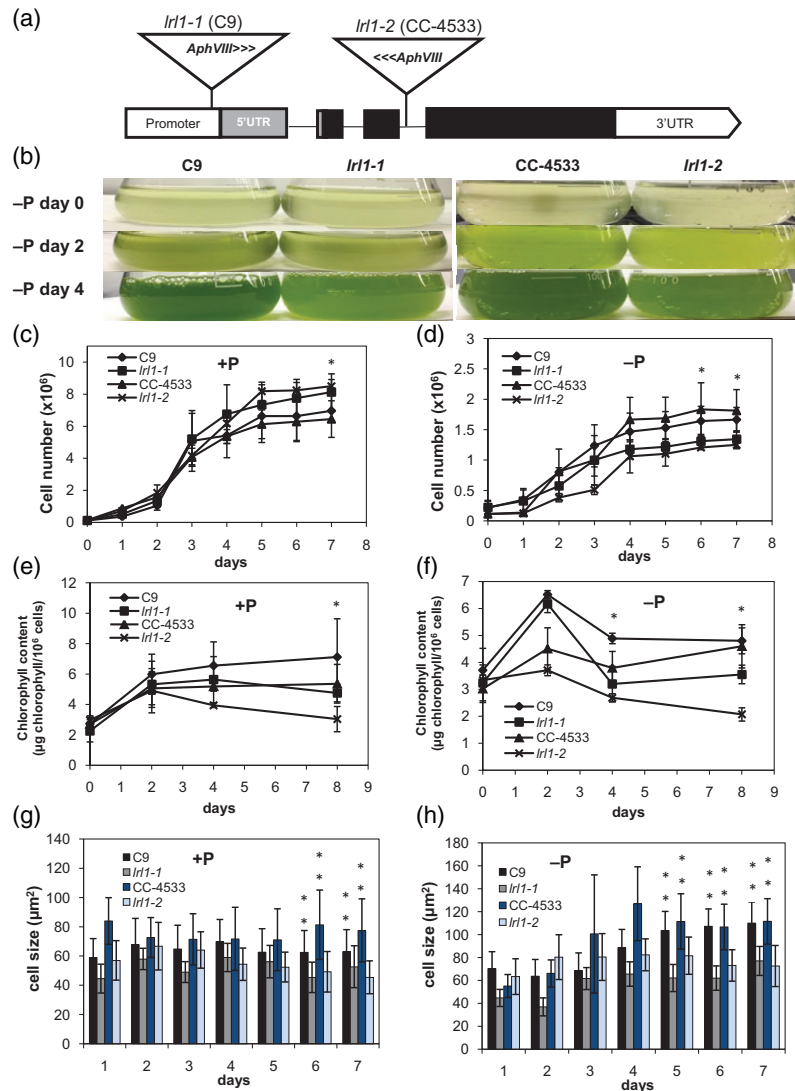 (a)
lrl1-1 (C9)
lrl1-2 (CC-4533)
AphVIII>>>
<<<AphVIII
Promoter
5'UTR
3'UTR
(b)
C9
lrl1-1
CC-4533
lrl1-2
–P day 0
–P day 2
–P day 4
(c)
C9
lrl1-1
CC-4533
lrl1-2
+P
*
Cell number (x10⁶)
10
8
6
4
2
0
0 1 2 3 4 5 6 7 8
days
(d)
C9
lrl1-1
CC-4533
lrl1-2
–P
* *
Cell number (x10⁶)
3
2.5
2
1.5
1
0.5
0
0 1 2 3 4 5 6 7 8
days
(e)
C9
lrl1-1
CC-4533
lrl1-2
+P
*
Chlorophyll content
(µg chlorophyll/10⁶ cells)
12
10
8
6
4
2
0
0 1 2 3 4 5 6 7 8 9
days
(f)
–P
* *
Chlorophyll content
(µg chlorophyll/10⁶ cells)
7
6
5
4
3
2
1
0
C9
lrl1-1
CC-4533
lrl1-2
0 1 2 3 4 5 6 7 8 9
days
(g)
C9
lrl1-1
CC-4533
lrl1-2
+P
* * * *
* * * *
cell size (µm²)
140
120
100
80
60
40
20
0
1 2 3 4 5 6 7
days
(h)
C9
lrl1-1
CC-4533
lrl1-2
–P
* * * * * *
* * * * * *
cell size (µm²)
180
160
140
120
100
80
60
40
20
0
1 2 3 4 5 6 7
days